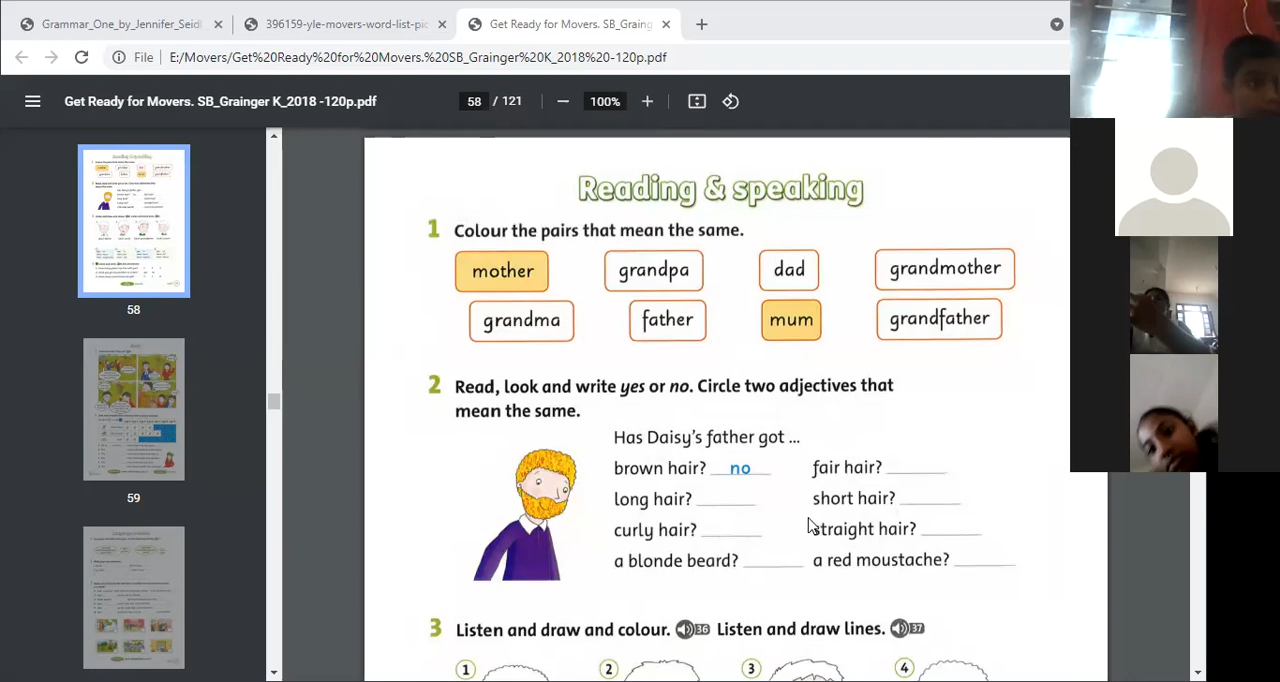 Grammar_One_by_Jennifer_Seidl
396159-yle-movers-word-list-pic
Get Ready for Movers. SB_Grainge
File
E:/Movers/Get%20Ready%20for%20Movers.%20SB_Grainger%20K_2018%20-120p.pdf
Get Ready for Movers. SB_Grainger K_2018 -120p.pdf
58 / 121
100%
58
59
Reading & speaking
1 Colour the pairs that mean the same.
mother grandpa dad grandmother
grandma father mum grandfather
2 Read, look and write yes or no. Circle two adjectives that
mean the same.
Has Daisy's father got ...
brown hair? no fair hair?
long hair? short hair?
curly hair? straight hair?
a blonde beard? a red moustache?
3 Listen and draw and colour. 36 Listen and draw lines. 37
1 2 3 4